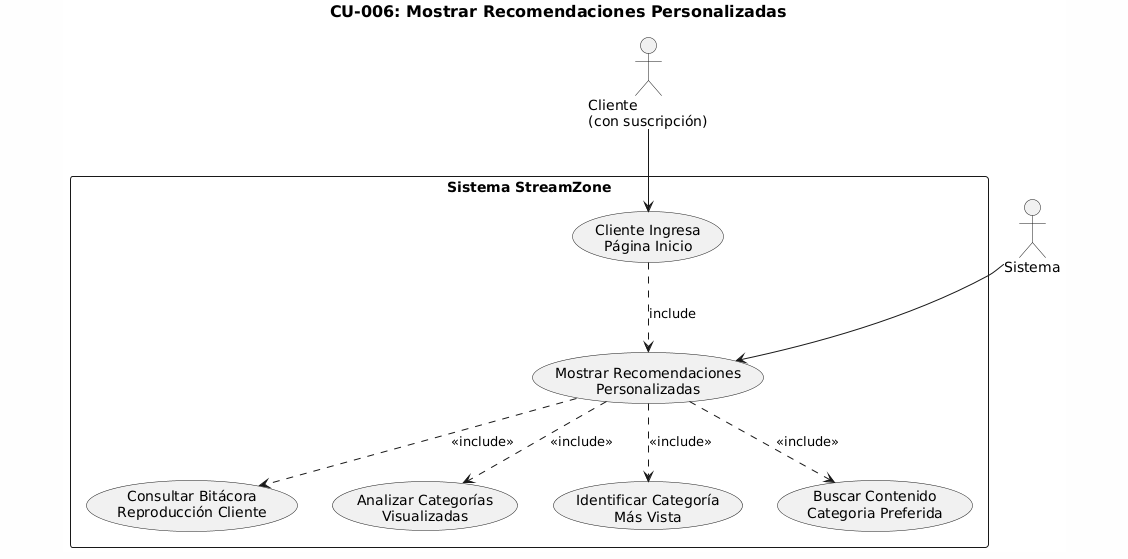 CU-006: Mostrar Recomendaciones Personalizadas
Cliente
(con suscripción)
Sistema StreamZone
Cliente Ingresa
Página Inicio
Sistema
include
Mostrar Recomendaciones
Personalizadas
«include»
«include»
«include»
«include»
Consultar Bitácora
Reproducción Cliente
Analizar Categorías
Visualizadas
Identificar Categoría
Más Vista
Buscar Contenido
Categoria Preferida